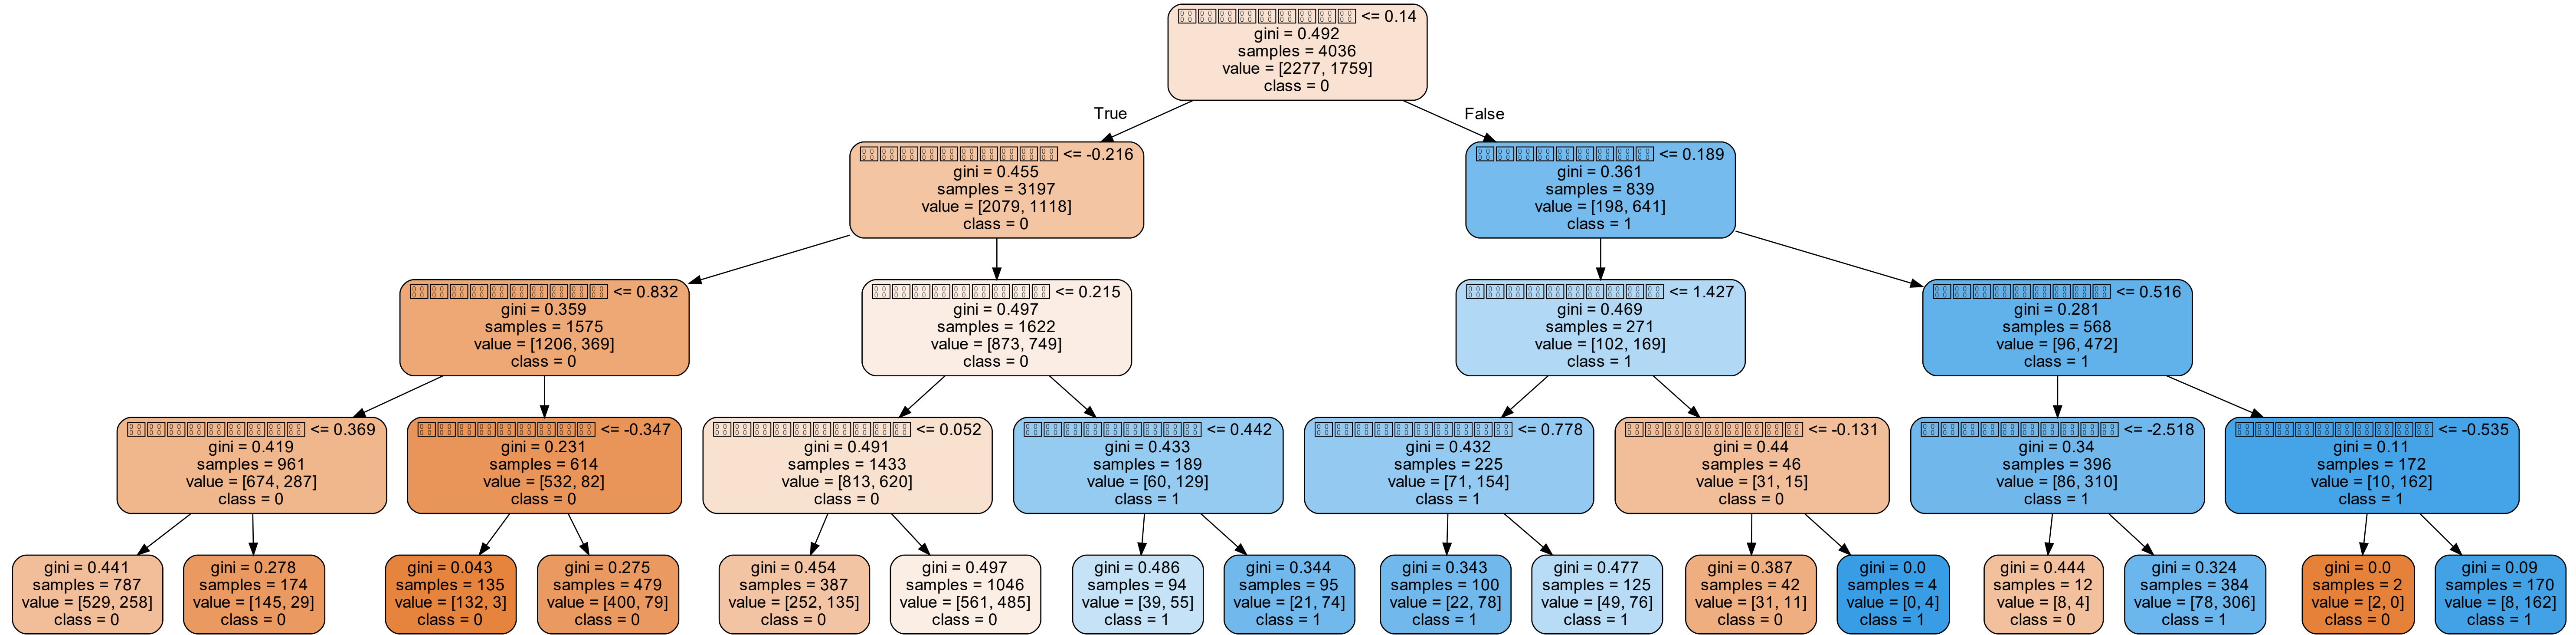 <= 0.14
gini = 0.492
samples = 4036
value = [2277, 1759]
class = 0
True
False
<= -0.216
gini = 0.455
samples = 3197
value = [2079, 1118]
class = 0
<= 0.189
gini = 0.361
samples = 839
value = [198, 641]
class = 1
<= 0.832
gini = 0.359
samples = 1575
value = [1206, 369]
class = 0
<= 0.215
gini = 0.497
samples = 1622
value = [873, 749]
class = 0
<= 1.427
gini = 0.469
samples = 271
value = [102, 169]
class = 1
<= 0.516
gini = 0.281
samples = 568
value = [96, 472]
class = 1
<= 0.369
gini = 0.419
samples = 961
value = [674, 287]
class = 0
<= -0.347
gini = 0.231
samples = 614
value = [532, 82]
class = 0
<= 0.052
gini = 0.491
samples = 1433
value = [813, 620]
class = 0
<= 0.442
gini = 0.433
samples = 189
value = [60, 129]
class = 1
<= 0.778
gini = 0.432
samples = 225
value = [71, 154]
class = 1
<= -0.131
gini = 0.44
samples = 46
value = [31, 15]
class = 0
<= -2.518
gini = 0.34
samples = 396
value = [86, 310]
class = 1
<= -0.535
gini = 0.11
samples = 172
value = [10, 162]
class = 1
gini = 0.441
samples = 787
value = [529, 258]
class = 0
gini = 0.278
samples = 174
value = [145, 29]
class = 0
gini = 0.043
samples = 135
value = [132, 3]
class = 0
gini = 0.275
samples = 479
value = [400, 79]
class = 0
gini = 0.454
samples = 387
value = [252, 135]
class = 0
gini = 0.497
samples = 1046
value = [561, 485]
class = 0
gini = 0.486
samples = 94
value = [39, 55]
class = 1
gini = 0.344
samples = 95
value = [21, 74]
class = 1
gini = 0.343
samples = 100
value = [22, 78]
class = 1
gini = 0.477
samples = 125
value = [49, 76]
class = 1
gini = 0.387
samples = 42
value = [31, 11]
class = 0
gini = 0.0
samples = 4
value = [0, 4]
class = 1
gini = 0.444
samples = 12
value = [8, 4]
class = 0
gini = 0.324
samples = 384
value = [78, 306]
class = 1
gini = 0.0
samples = 2
value = [2, 0]
class = 0
gini = 0.09
samples = 170
value = [8, 162]
class = 1